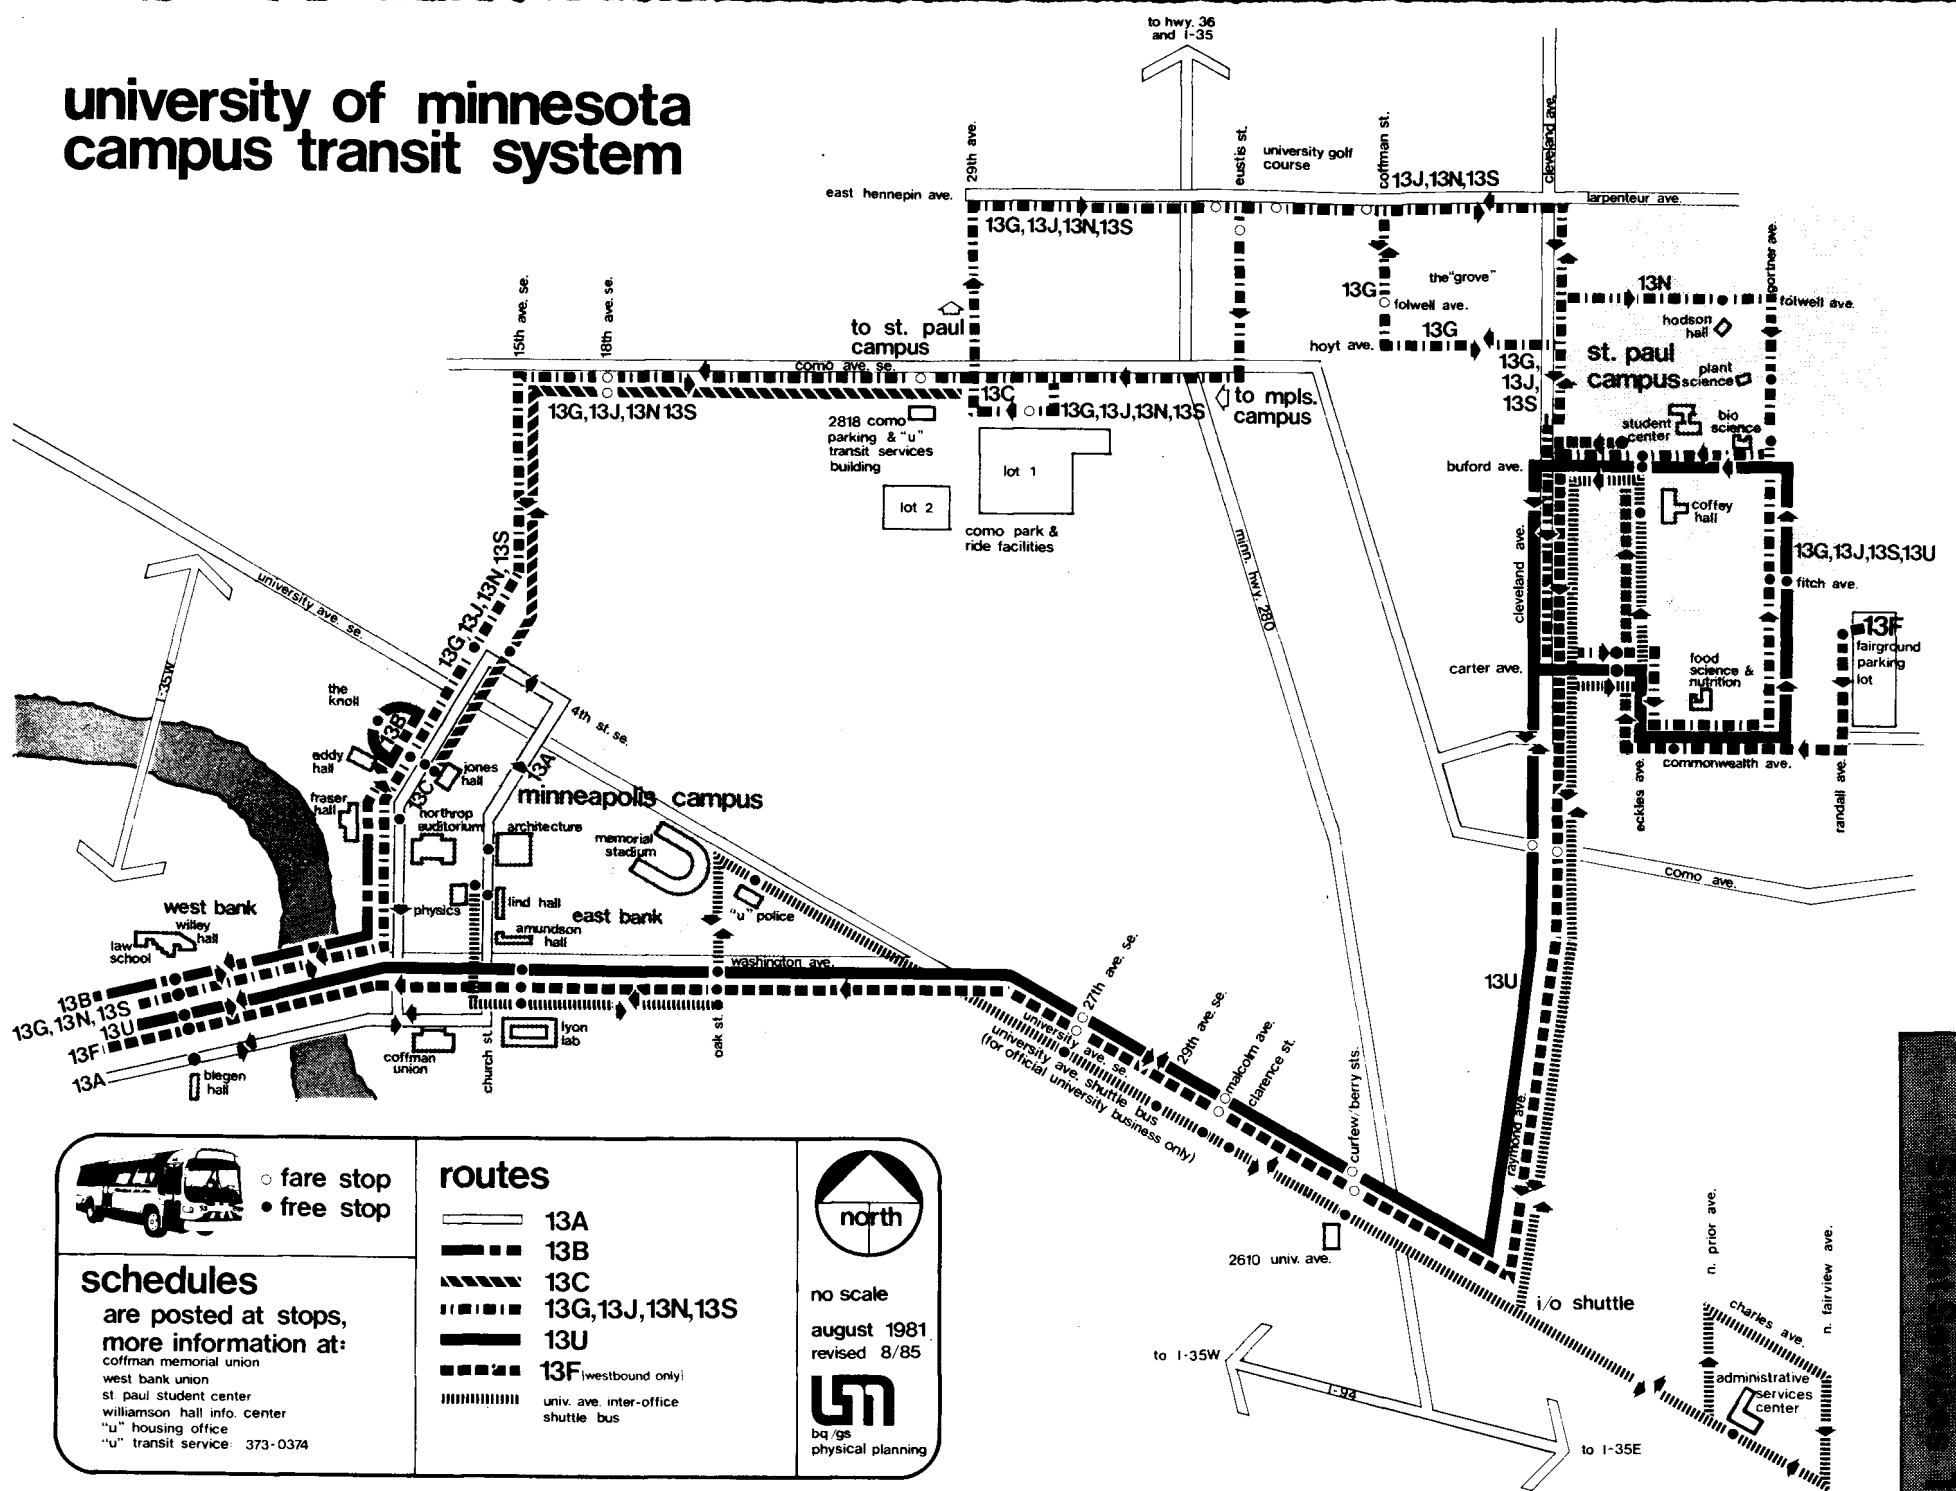 university of minnesota
campus transit system
to hwy. 36
and I-35
29th ave.
eustis st.
university golf
course
coffman st.
cleveland ave.
east hennepin ave.
13J,13N,13S
larpenteur ave.
13G,13J,13N,13S
gortner ave.
the "grove"
13N
13G
folwell ave.
folwell ave.
hodson
hall
15th ave. se.
18th ave. se.
to st. paul
campus
hoyt ave.
13G
13G,
13J,
13S
st. paul
campus
plant
science
como ave. se.
13C
13G,13J,13N 13S
13G,13J,13N,13S
to mpls.
campus
2818 como
parking & "u"
transit services
building
lot 1
lot 2
como park &
ride facilities
student
center
bio
science
buford ave.
coffey
hall
minn. hwy. 280
cleveland ave.
13G,13J,13S,13U
fitch ave.
university ave. se.
13G 13J,13N,13S
I-35W
carter ave.
food
science &
nutrition
13F
fairground
parking
lot
the
knoll
13B
4th st. se.
eddy
hall
jones
hall
13A
13C
commonwealth ave.
eckles ave.
randall ave.
fraser
hall
minneapolis campus
northrop
auditorium
architecture
memorial
stadium
como ave.
physics
lind hall
"u" police
west bank
willey
hall
law
school
east bank
amundson
hall
washington ave.
27th ave. se.
13U
13B
13G,13N,13S
13U
13F
13A
29th ave. se.
malcolm ave.
clarence st.
university ave. se.
university ave. shuttle bus
(for official university business only)
lyon
lab
coffman
union
church st.
oak st.
blegen
hall
curfew/berry sts.
raymond ave.
2610 univ. ave.
n. prior ave.
n. fairview ave.
i/o shuttle
charles ave.
to I-35W
I-94
to I-35E
administrative
services
center
fare stop
free stop
schedules
are posted at stops,
more information at:
coffman memorial union
west bank union
st. paul student center
williamson hall info. center
"u" housing office
"u" transit service: 373-0374
routes
13A
13B
13C
13G,13J,13N,13S
13U
13F (westbound only)
univ. ave. inter-office
shuttle bus
north
no scale
august 1981
revised 8/85
bq/gs
physical planning